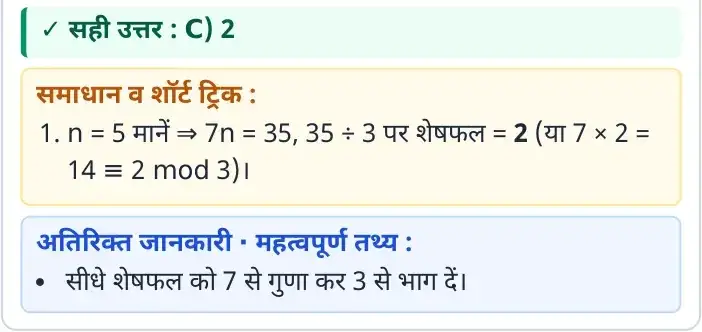 ✓ सही उत्तर : C) 2
समाधान व शॉर्ट ट्रिक :
1. n = 5 मानें ⇒ 7n = 35, 35 ÷ 3 पर शेषफल = 2 (या 7 × 2 =
14 ≡ 2 mod 3)।
अतिरिक्त जानकारी · महत्वपूर्ण तथ्य :
• सीधे शेषफल को 7 से गुणा कर 3 से भाग दें।